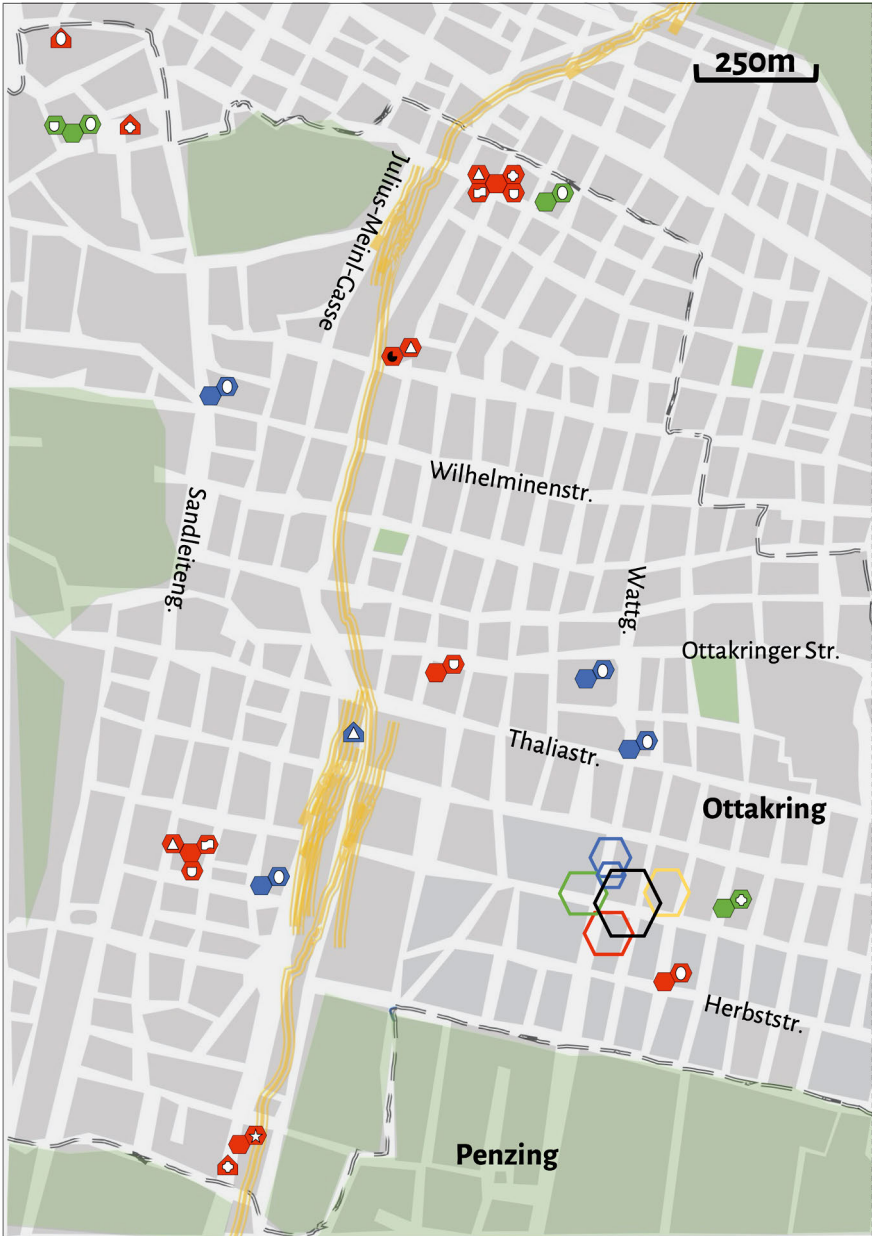 250m
Julius-Meinl-Gasse
Wilhelminenstr.
Sandleiteng.
Wattg.
Ottakringer Str.
Thaliastr.
Ottakring
Herbststr.
Penzing